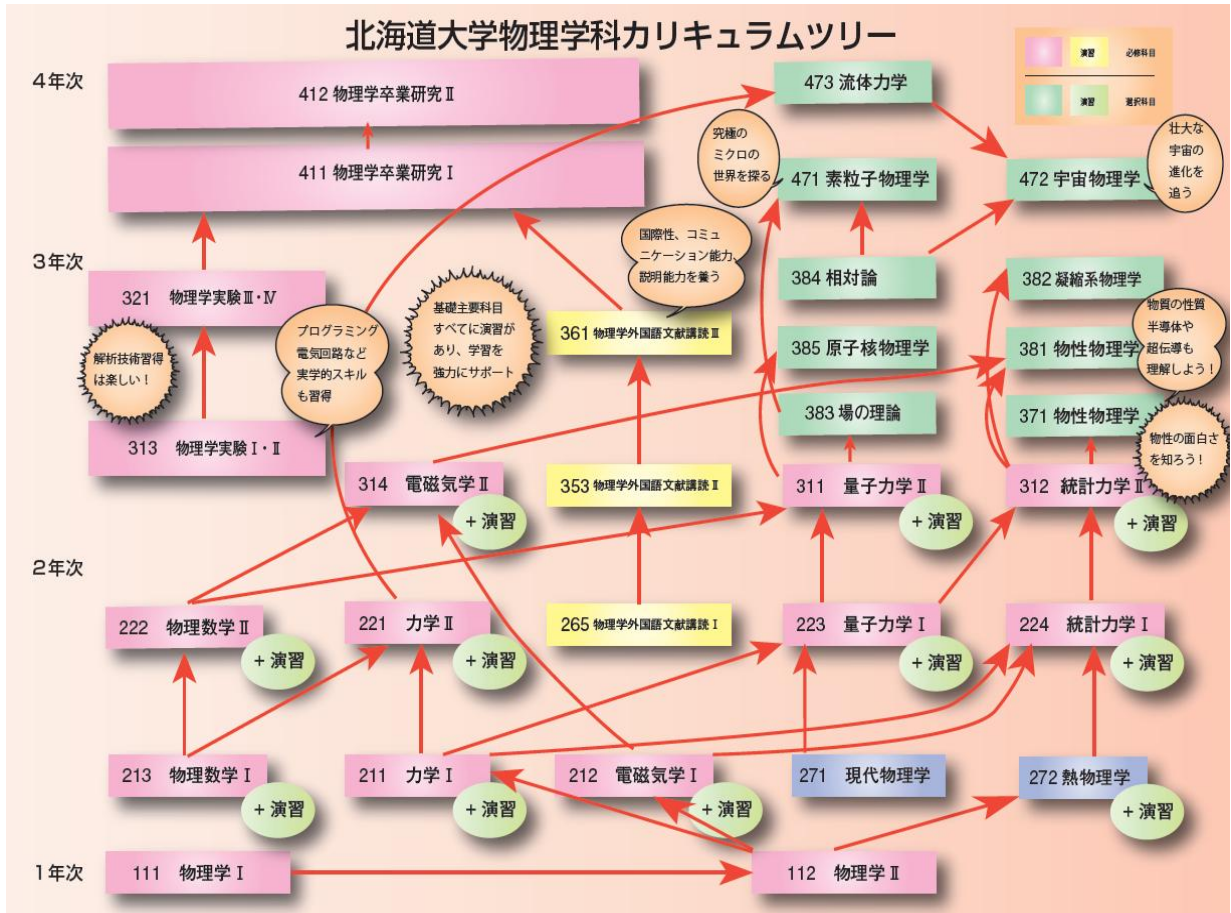 北海道大学物理学科カリキュラムツリー
演習 必修科目
演習 選択科目
4年次
412 物理学卒業研究Ⅱ
473 流体力学
究極の
ミクロの
世界を探る
壮大な
宇宙の
進化を
追う
411 物理学卒業研究Ⅰ
471 素粒子物理学
472 宇宙物理学
国際性、コミュ
ニケーション能力、
説明能力を養う
3年次
321 物理学実験Ⅲ・Ⅳ
384 相対論
382 凝縮系物理学
解析技術習得
は楽しい!
プログラミング
電気回路など
実学的スキル
も習得
基礎主要科目
すべてに演習が
あり、学習を
強力にサポート
361 物理学外国語文献講読Ⅲ
385 原子核物理学
381 物性物理学
物質の性質
半導体や
超伝導も
理解しよう!
383 場の理論
371 物性物理学
物性の面白さ
を知ろう!
313 物理学実験Ⅰ・Ⅱ
314 電磁気学Ⅱ
+ 演習
353 物理学外国語文献講読Ⅱ
311 量子力学Ⅱ
+ 演習
312 統計力学Ⅱ
+ 演習
2年次
222 物理数学Ⅱ
+ 演習
221 力学Ⅱ
+ 演習
265 物理学外国語文献講読Ⅰ
223 量子力学Ⅰ
+ 演習
224 統計力学Ⅰ
+ 演習
213 物理数学Ⅰ
+ 演習
211 力学Ⅰ
+ 演習
212 電磁気学Ⅰ
+ 演習
271 現代物理学
272 熱物理学
+ 演習
1年次
111 物理学Ⅰ
112 物理学Ⅱ